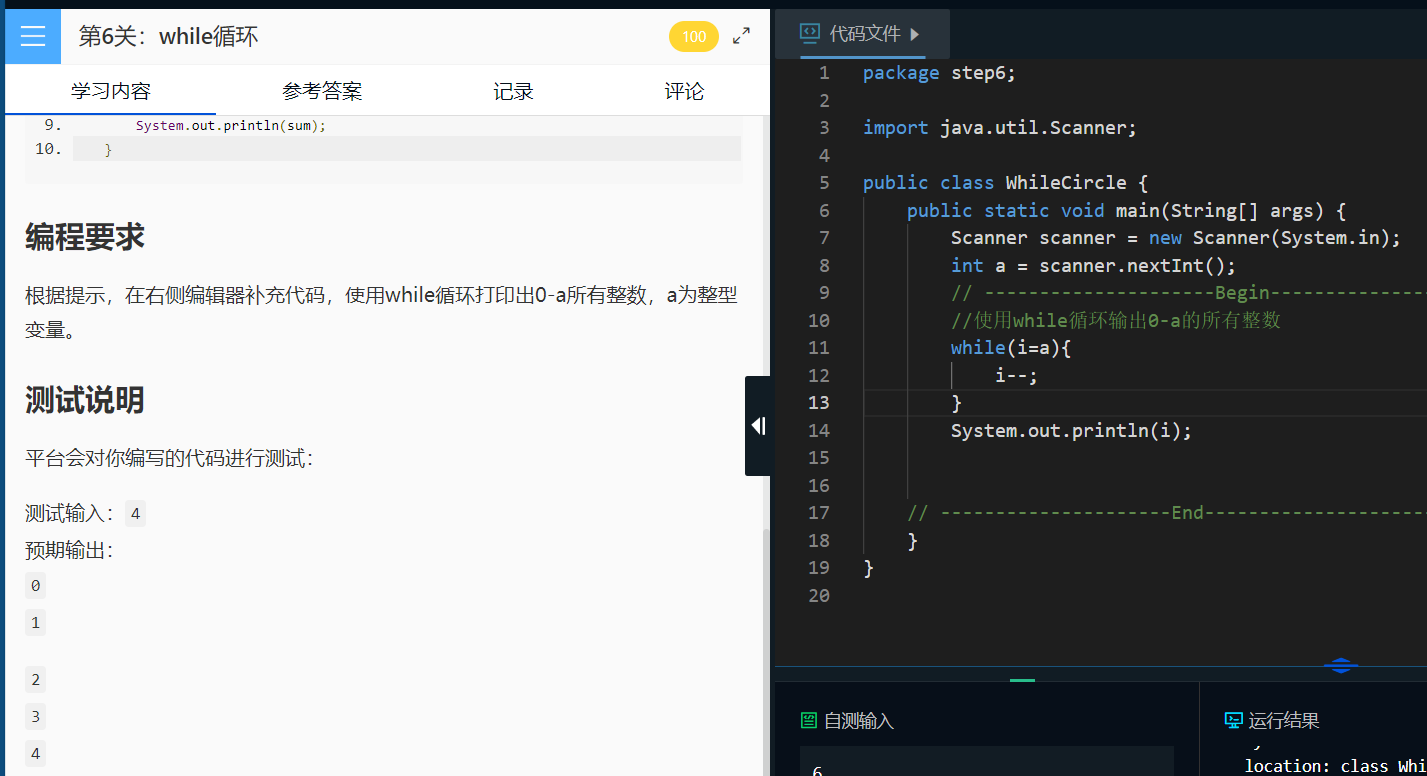 第6关：while循环
100
学习内容
参考答案
记录
评论
9. System.out.println(sum);
10. }
编程要求
根据提示，在右侧编辑器补充代码，使用while循环打印出0-a所有整数，a为整型
变量。
测试说明
平台会对你编写的代码进行测试：
测试输入： 4
预期输出：
0
1
2
3
4
代码文件
1 package step6;
2
3 import java.util.Scanner;
4
5 public class WhileCircle {
6 public static void main(String[] args) {
7 Scanner scanner = new Scanner(System.in);
8 int a = scanner.nextInt();
9 // ---------------------Begin---------------
10 //使用while循环输出0-a的所有整数
11 while(i=a){
12 i--;
13 }
14 System.out.println(i);
15
16
17 // ---------------------End---------------------
18 }
19 }
20
自测输入
6
运行结果
location: class Whi